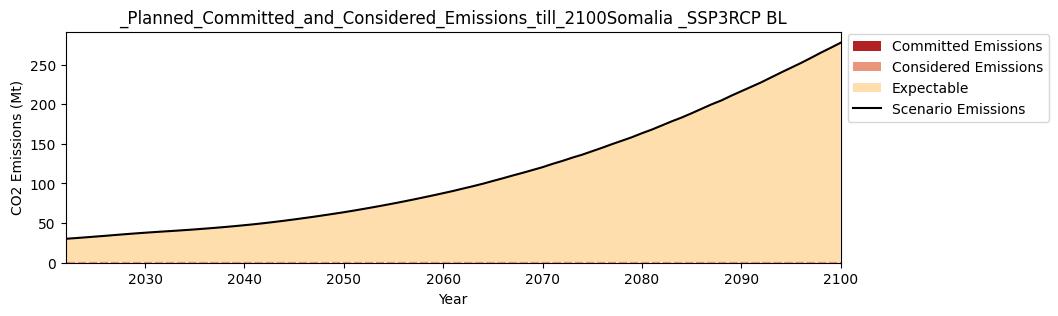 _Planned_Committed_and_Considered_Emissions_till_2100Somalia _SSP3RCP BL
CO2 Emissions (Mt)
250
200
150
100
50
0
2030 2040 2050 2060 2070 2080 2090 2100
Year
Committed Emissions
Considered Emissions
Expectable
Scenario Emissions